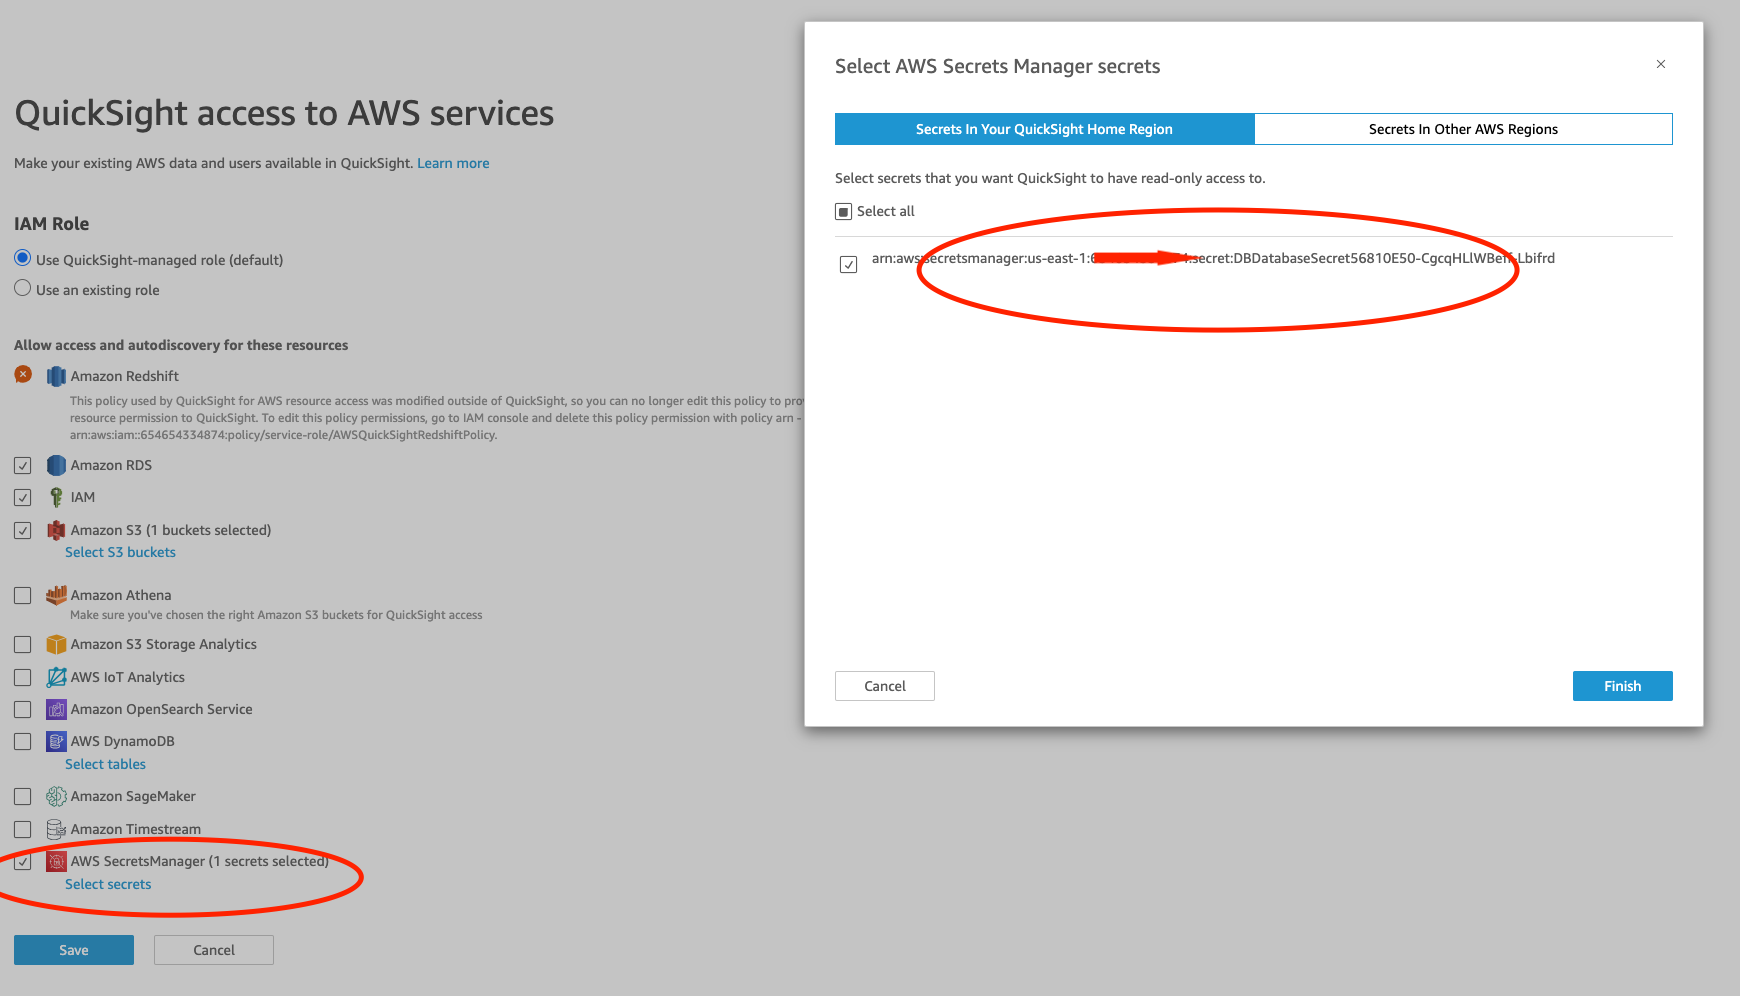 QuickSight access to AWS services
Make your existing AWS data and users available in QuickSight. Learn more
IAM Role
Use QuickSight-managed role (default)
Use an existing role
Allow access and autodiscovery for these resources
Amazon Redshift
This policy used by QuickSight for AWS resource access was modified outside of QuickSight, so you can no longer edit this policy to
resource permission to QuickSight. To edit this policy permissions, go to IAM console and delete this policy permission with policy arn -
arn:aws:iam::654654334874:policy/service-role/AWSQuickSightRedshiftPolicy.
Amazon RDS
IAM
Amazon S3 (1 buckets selected)
Select S3 buckets
Amazon Athena
Make sure you've chosen the right Amazon S3 buckets for QuickSight access
Amazon S3 Storage Analytics
AWS IoT Analytics
Amazon OpenSearch Service
AWS DynamoDB
Select tables
Amazon SageMaker
Amazon Timestream
AWS SecretsManager (1 secrets selected)
Select secrets
Save Cancel
Select AWS Secrets Manager secrets
Secrets In Your QuickSight Home Region Secrets In Other AWS Regions
Select secrets that you want QuickSight to have read-only access to.
Select all
arn:aws:secretsmanager:us-east-1: :secret:DBDatabaseSecret56810E50-CgcqHLlWBeff-Lbifrd
Cancel Finish